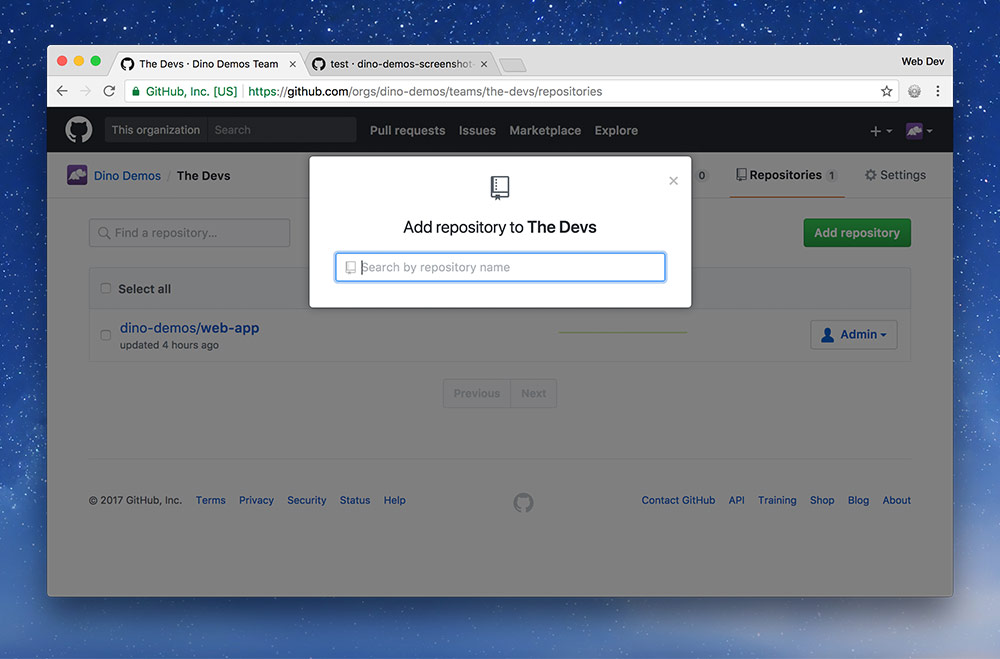 The Devs · Dino Demos Team
test · dino-demos-screenshot-
Web Dev
GitHub, Inc. [US]
https://github.com/orgs/dino-demos/teams/the-devs/repositories
This organization
Search
Pull requests
Issues
Marketplace
Explore
Dino Demos / The Devs
0
Repositories 1
Settings
Add repository to The Devs
Search by repository name
Find a repository...
Add repository
Select all
dino-demos/web-app
updated 4 hours ago
Admin
Previous
Next
© 2017 GitHub, Inc.
Terms
Privacy
Security
Status
Help
Contact GitHub
API
Training
Shop
Blog
About